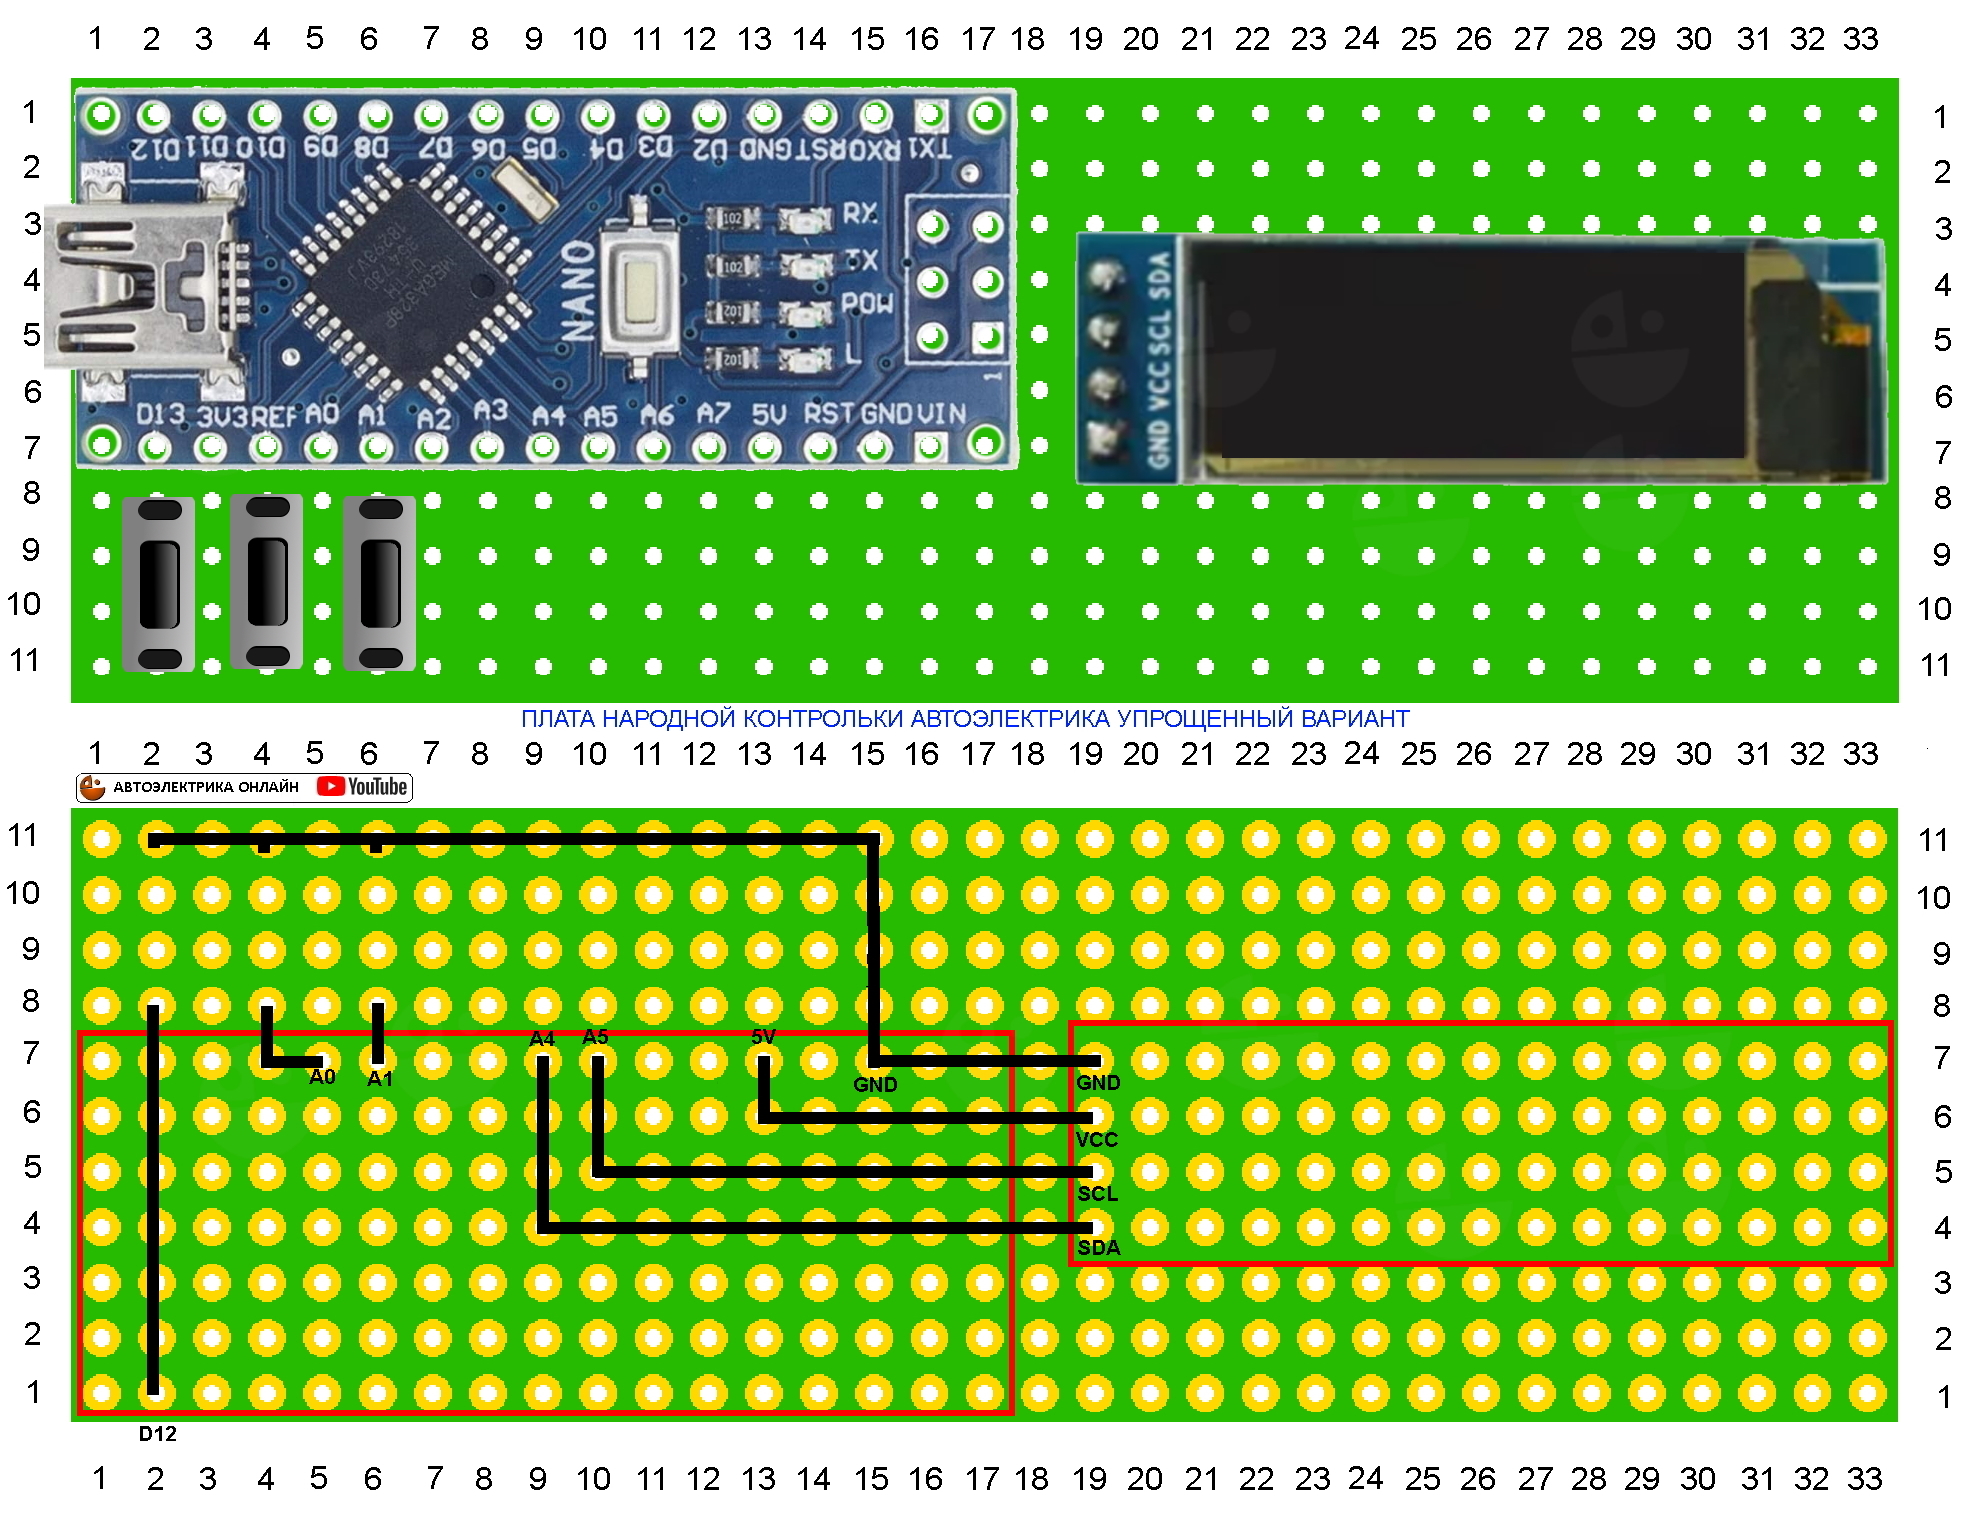 1 2 3 4 5 6 7 8 9 10 11 12 13 14 15 16 17 18 19 20 21 22 23 24 25 26 27 28 29 30 31 32 33
1 1
D12 D11 D10 D9 D8 D7 D6 D5 D4 D3 D2 GND RST RX0 TX1
2 2
3 102 RX 3
NANO
4 102 TX SDA 4
5 102 POW SCL 5
102 L
6 1 VCC 6
D13 3V3 REF A0 A1 A2 A3 A4 A5 A6 A7 5V RST GND VIN
7 GND 7
8 8
9 9
10 10
11 11
ПЛАТА НАРОДНОЙ КОНТРОЛЬКИ АВТОЭЛЕКТРИКА УПРОЩЕННЫЙ ВАРИАНТ
1 2 3 4 5 6 7 8 9 10 11 12 13 14 15 16 17 18 19 20 21 22 23 24 25 26 27 28 29 30 31 32 33
АВТОЭЛЕКТРИКА ОНЛАЙН YouTube
11 11
10 10
9 9
8 8
A4 A5 5V
7 7
A0 A1 GND GND
6 6
VCC
5 5
SCL
4 4
SDA
3 3
2 2
1 1
D12
1 2 3 4 5 6 7 8 9 10 11 12 13 14 15 16 17 18 19 20 21 22 23 24 25 26 27 28 29 30 31 32 33